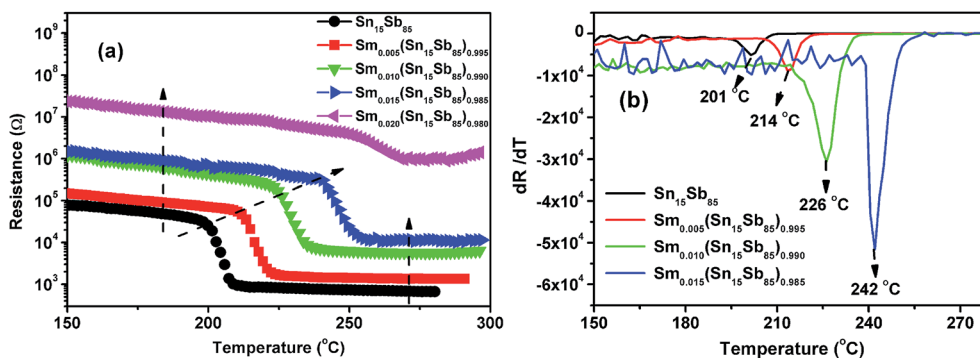 (a)
Sn₁₅Sb₈₅
Sm₀.₀₀₅(Sn₁₅Sb₈₅)₀.₉₉₅
Sm₀.₀₁₀(Sn₁₅Sb₈₅)₀.₉₉₀
Sm₀.₀₁₅(Sn₁₅Sb₈₅)₀.₉₈₅
Sm₀.₀₂₀(Sn₁₅Sb₈₅)₀.₉₈₀
Resistance (Ω)
10⁹
10⁸
10⁷
10⁶
10⁵
10⁴
10³
150
200
250
300
Temperature (°C)
(b)
dR /dT
0
-1x10⁴
-2x10⁴
-3x10⁴
-4x10⁴
-5x10⁴
-6x10⁴
201 °C
214 °C
226 °C
242 °C
Sn₁₅Sb₈₅
Sm₀.₀₀₅(Sn₁₅Sb₈₅)₀.₉₉₅
Sm₀.₀₁₀(Sn₁₅Sb₈₅)₀.₉₉₀
Sm₀.₀₁₅(Sn₁₅Sb₈₅)₀.₉₈₅
150
180
210
240
270
Temperature (°C)